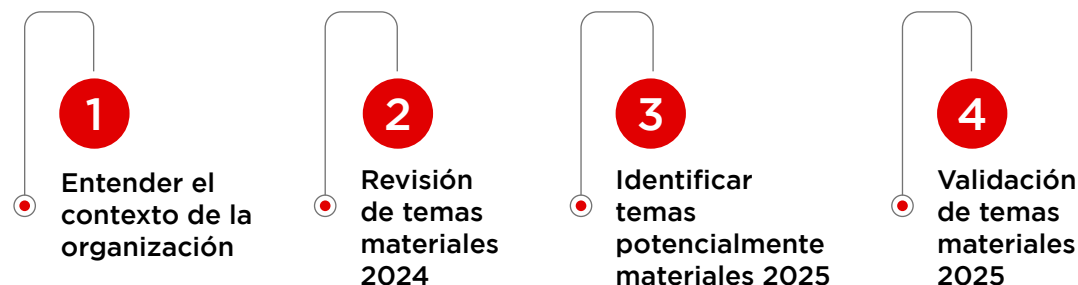 1
Entender el
contexto de la
organización
2
Revisión
de temas
materiales
2024
3
Identificar
temas
potencialmente
materiales 2025
4
Validación
de temas
materiales
2025